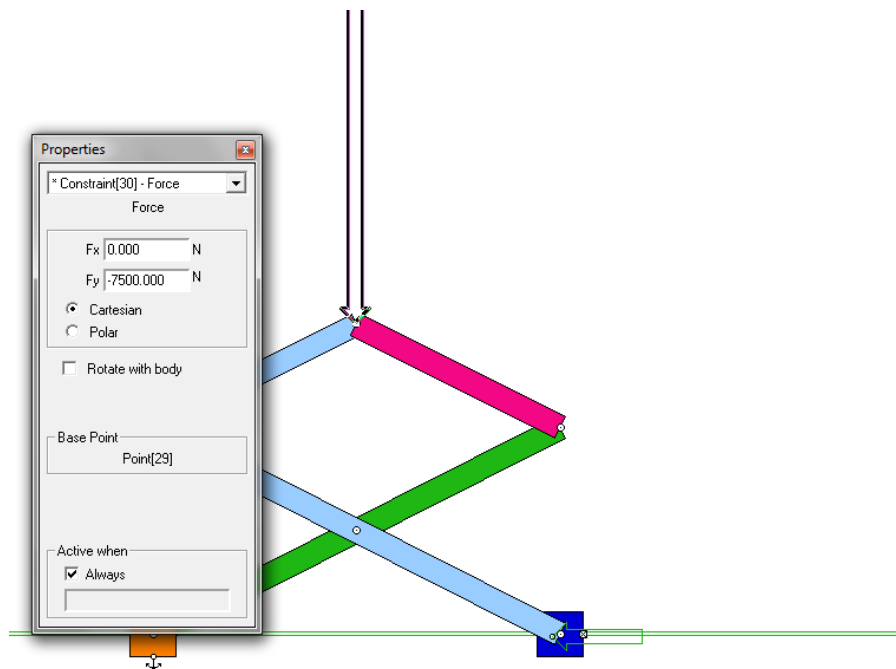 Properties
x
* Constraint[30] - Force
Force
Fx 0.000 N
Fy -7500.000 N
Cartesian
Polar
Rotate with body
Base Point
Point[29]
Active when
Always